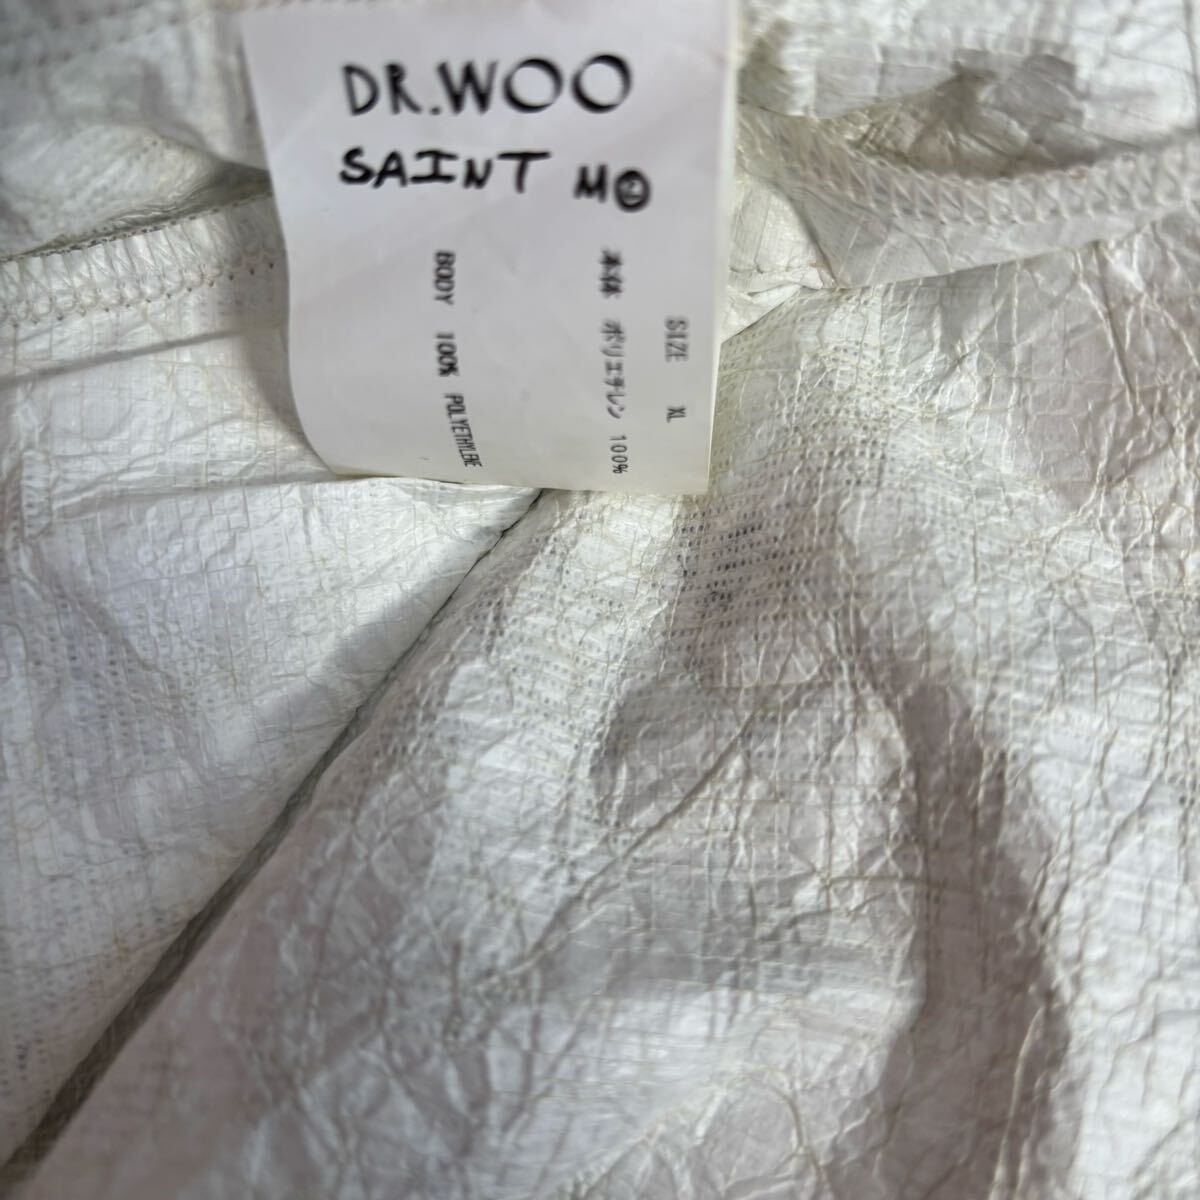 DR.WOO
SAINT M
SIZE XL
本体 ポリエチレン 100%
BODY 100% POLYETHYLENE